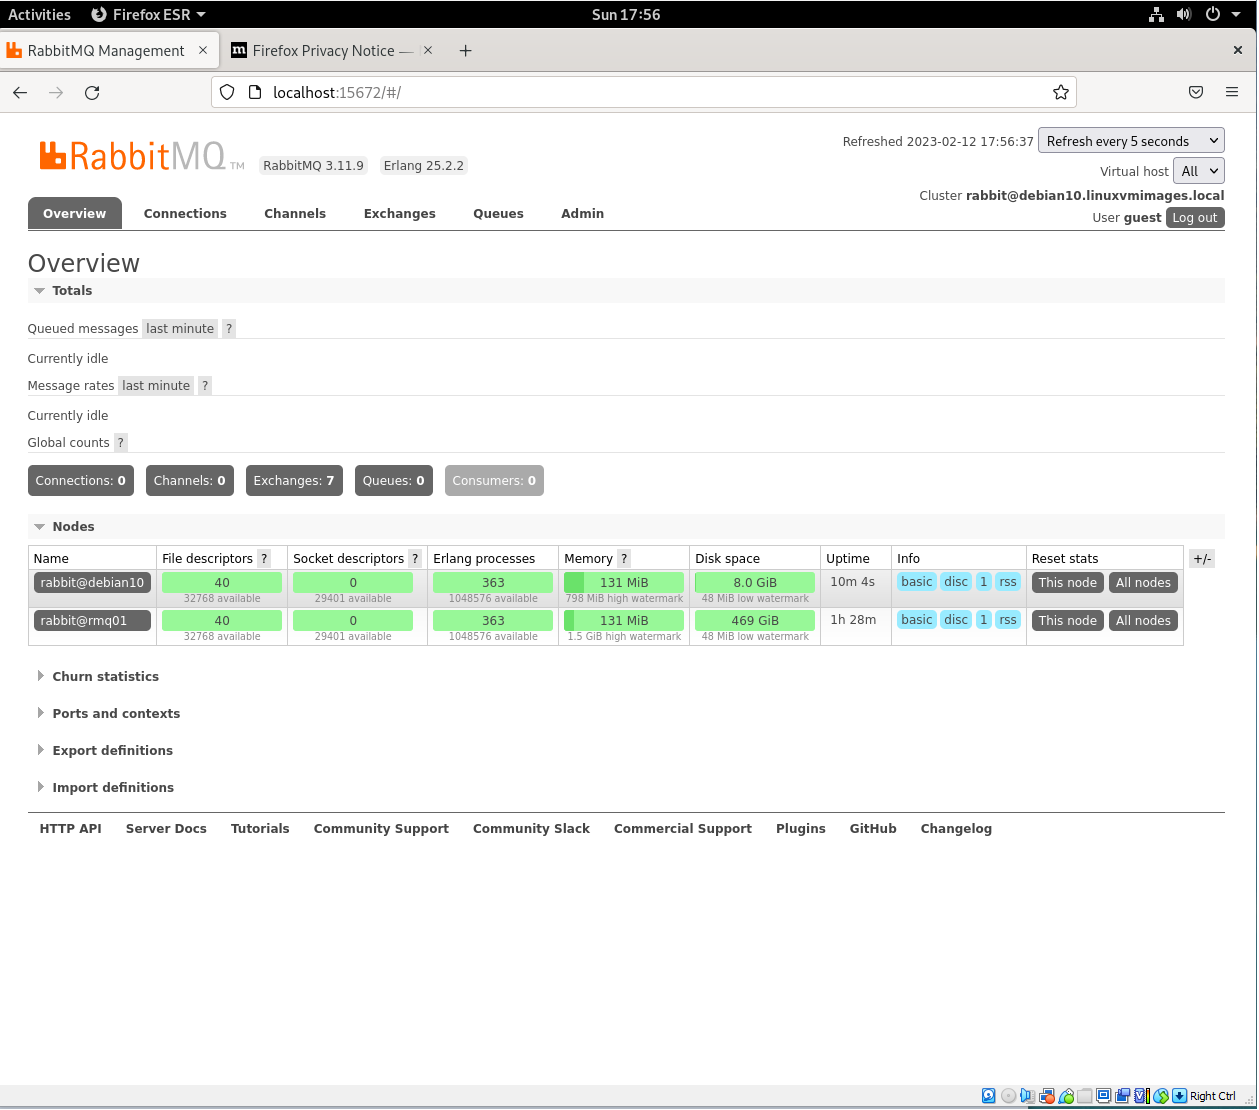 Activities Firefox ESR Sun 17:56
RabbitMQ Management Firefox Privacy Notice —
localhost:15672/#/
RabbitMQ TM RabbitMQ 3.11.9 Erlang 25.2.2
Refreshed 2023-02-12 17:56:37 Refresh every 5 seconds
Virtual host All
Cluster rabbit@debian10.linuxvmimages.local
User guest Log out
Overview Connections Channels Exchanges Queues Admin
Overview
Totals
Queued messages last minute ?
Currently idle
Message rates last minute ?
Currently idle
Global counts ?
Connections: 0 Channels: 0 Exchanges: 7 Queues: 0 Consumers: 0
Nodes
Name File descriptors ? Socket descriptors ? Erlang processes Memory ? Disk space Uptime Info Reset stats +/-
rabbit@debian10 40 0 363 131 MiB 8.0 GiB 10m 4s basic disc 1 rss This node All nodes
32768 available 29401 available 1048576 available 798 MiB high watermark 48 MiB low watermark
rabbit@rmq01 40 0 363 131 MiB 469 GiB 1h 28m basic disc 1 rss This node All nodes
32768 available 29401 available 1048576 available 1.5 GiB high watermark 48 MiB low watermark
Churn statistics
Ports and contexts
Export definitions
Import definitions
HTTP API Server Docs Tutorials Community Support Community Slack Commercial Support Plugins GitHub Changelog
Right Ctrl